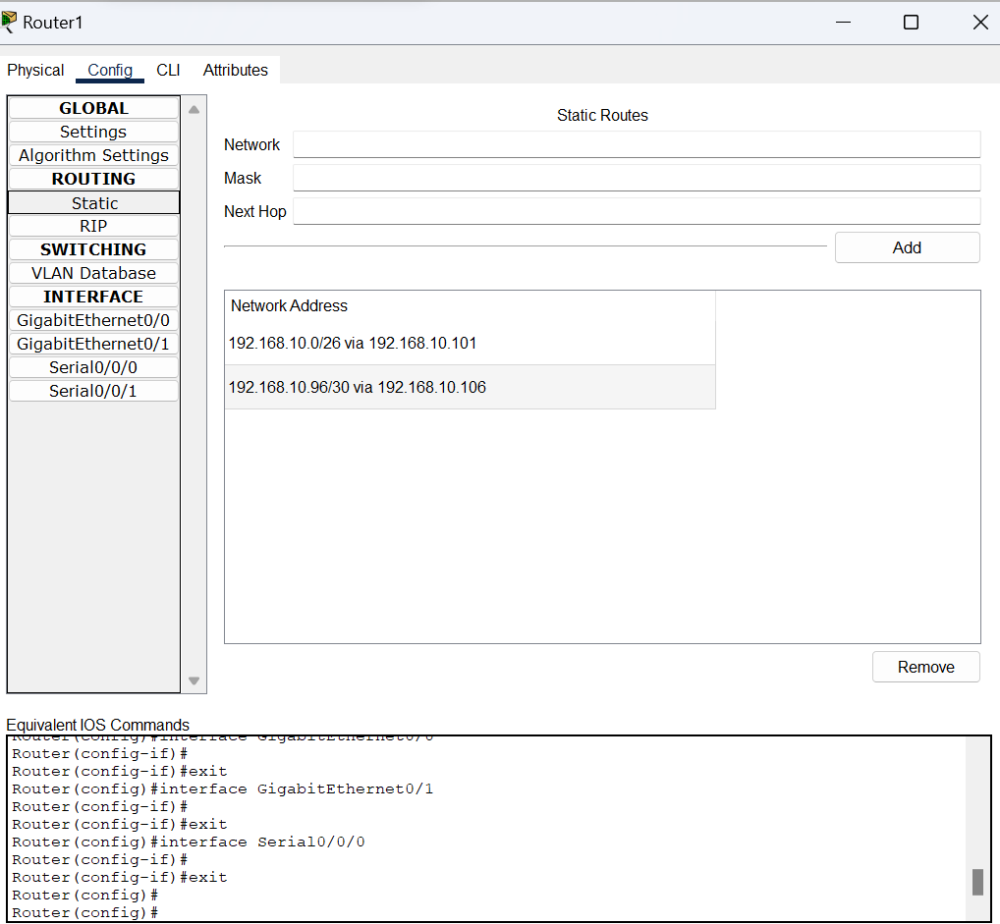 Router1
Physical Config CLI Attributes
GLOBAL
Settings
Algorithm Settings
ROUTING
Static
RIP
SWITCHING
VLAN Database
INTERFACE
GigabitEthernet0/0
GigabitEthernet0/1
Serial0/0/0
Serial0/0/1
Static Routes
Network
Mask
Next Hop
Add
Network Address
192.168.10.0/26 via 192.168.10.101
192.168.10.96/30 via 192.168.10.106
Remove
Equivalent IOS Commands
Router(config)#interface GigabitEthernet0/0
Router(config-if)#
Router(config-if)#exit
Router(config)#interface GigabitEthernet0/1
Router(config-if)#
Router(config-if)#exit
Router(config)#interface Serial0/0/0
Router(config-if)#
Router(config-if)#exit
Router(config)#
Router(config)#